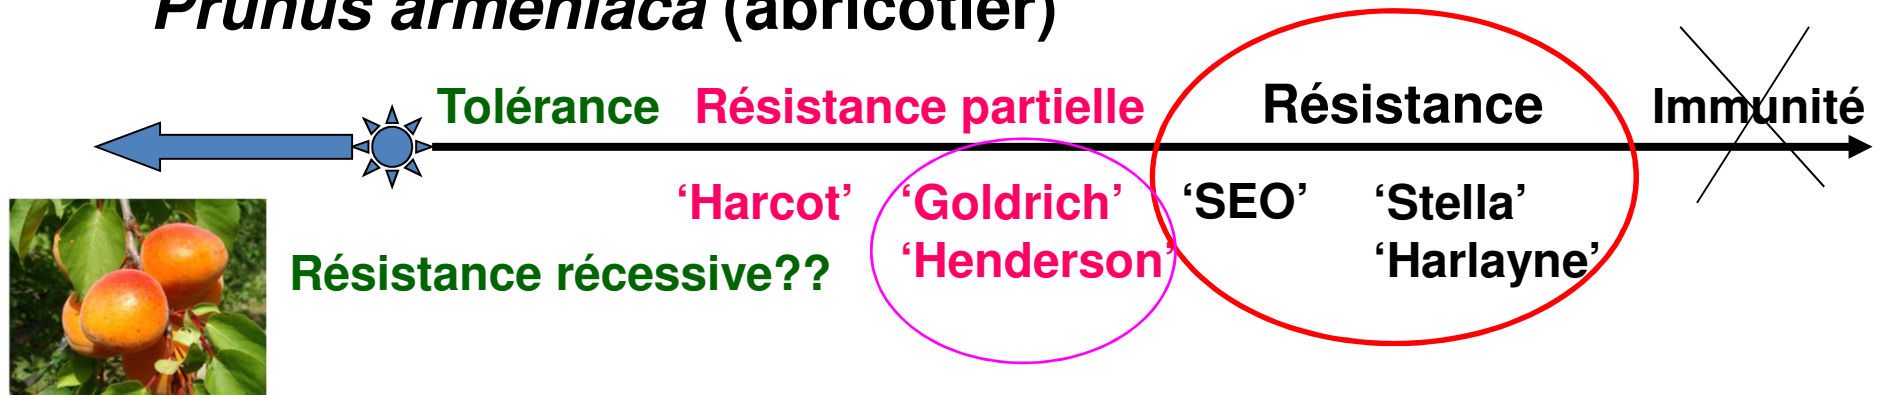 Prunus armeniaca (abricotier)
Tolérance Résistance partielle Résistance Immunité
‘Harcot’ ‘Goldrich’ ‘SEO’ ‘Stella’
‘Henderson’ ‘Harlayne’
Résistance récessive??